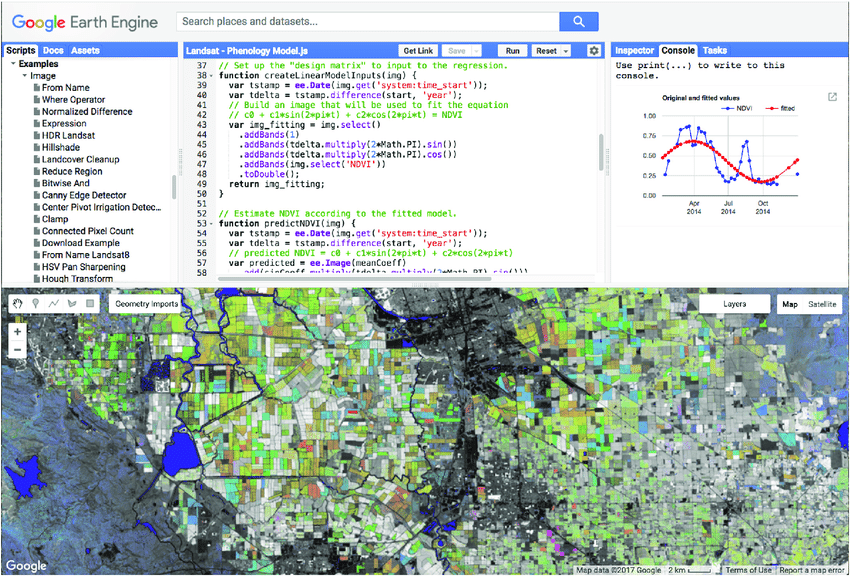 Google Earth Engine
Search places and datasets...
Scripts Docs Assets
Examples
Image
From Name
Where Operator
Normalized Difference
Expression
HDR Landsat
Hillshade
Landcover Cleanup
Reduce Region
Bitwise And
Canny Edge Detector
Center Pivot Irrigation Detec...
Clamp
Connected Pixel Count
Download Example
From Name Landsat8
HSV Pan Sharpening
Hough Transform
Landsat - Phenology Model.js
Get Link Save Run Reset
37 // Set up the "design matrix" to input to the regression.
38 function createLinearModelInputs(img) {
39 var tstamp = ee.Date(img.get('system:time_start'));
40 var tdelta = tstamp.difference(start, 'year');
41 // Build an image that will be used to fit the equation
42 // c0 + c1*sin(2*pi*t) + c2*cos(2*pi*t) = NDVI
43 var img_fitting = img.select()
44 .addBands(1)
45 .addBands(tdelta.multiply(2*Math.PI).sin())
46 .addBands(tdelta.multiply(2*Math.PI).cos())
47 .addBands(img.select('NDVI'))
48 .toDouble();
49 return img_fitting;
50 }
51
52 // Estimate NDVI according to the fitted model.
53 function predictNDVI(img) {
54 var tstamp = ee.Date(img.get('system:time_start'));
55 var tdelta = tstamp.difference(start, 'year');
56 // predicted NDVI = c0 + c1*sin(2*pi*t) + c2*cos(2*pi*t)
57 var predicted = ee.Image(meanCoeff)
58 .add(sinCoeff.multiply(tdelta.multiply(2*Math.PI).sin()))
Inspector Console Tasks
Use print(...) to write to this
console.
Original and fitted values
NDVI fitted
1.00
0.75
0.50
0.25
0.00
Apr 2014
Jul 2014
Oct 2014
Geometry Imports
Layers
Map Satellite
+
−
Google
Map data ©2017 Google 2 km Terms of Use Report a map error